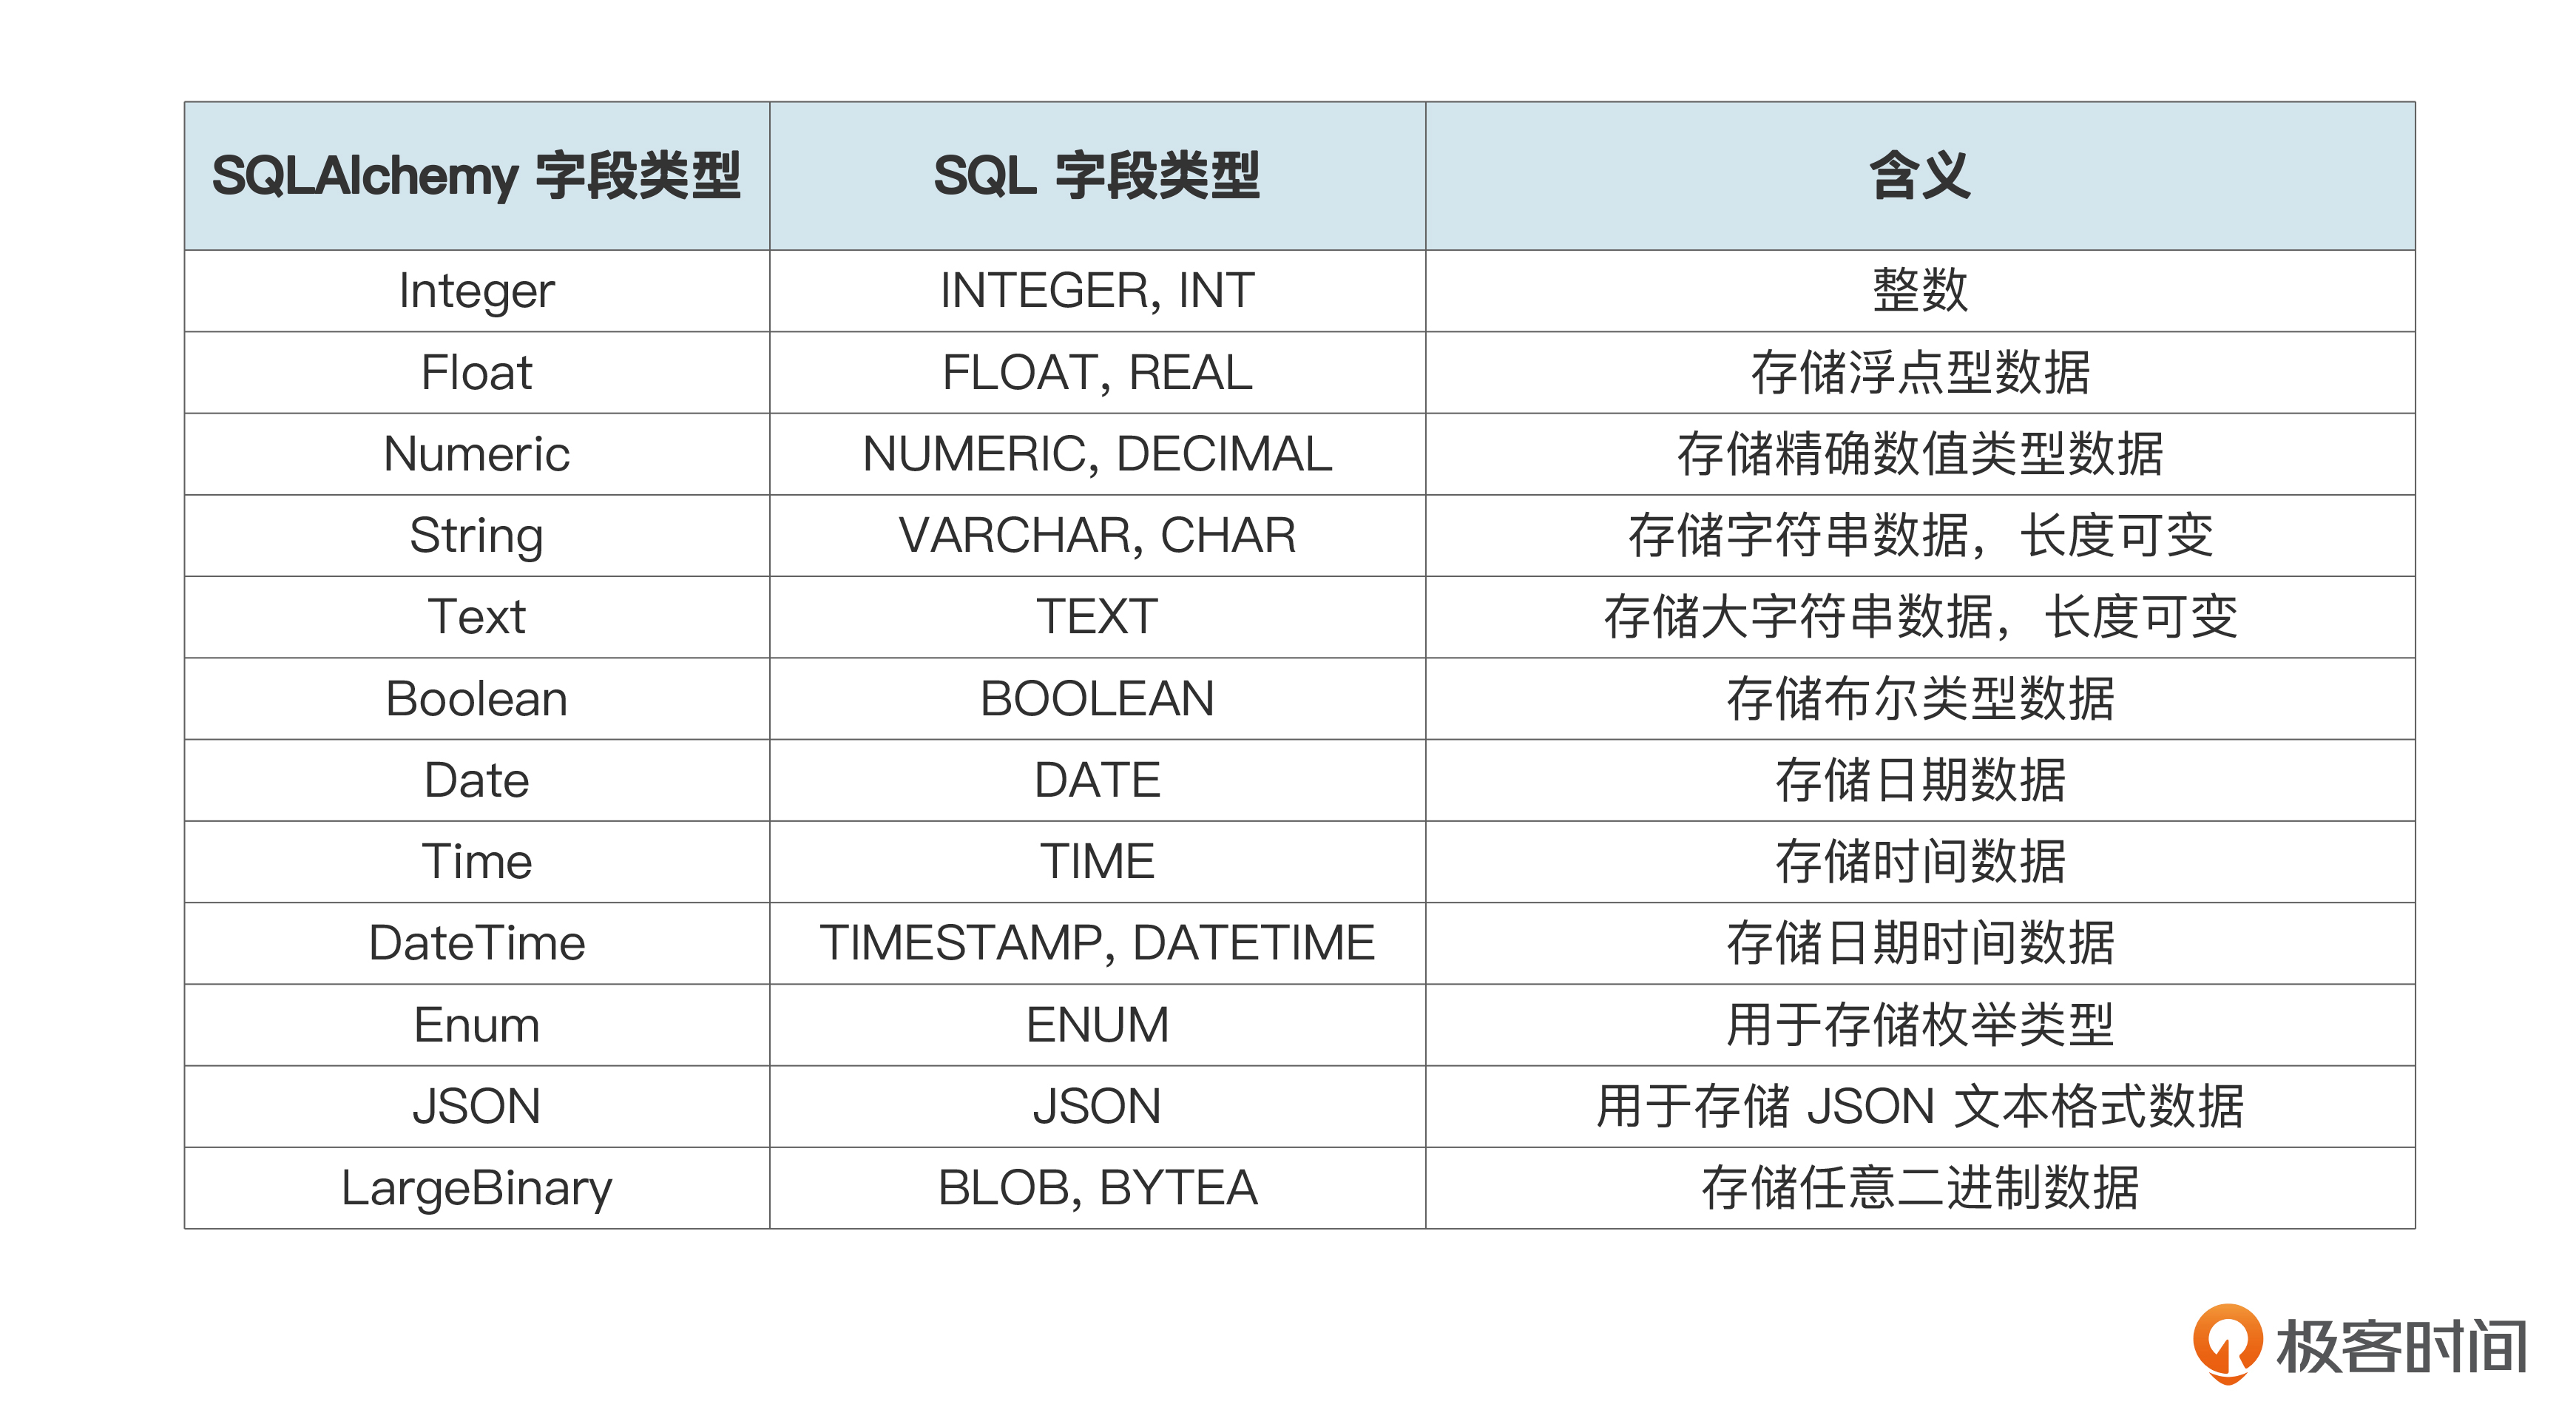 SQLAlchemy 字段类型 SQL 字段类型 含义
Integer INTEGER, INT 整数
Float FLOAT, REAL 存储浮点型数据
Numeric NUMERIC, DECIMAL 存储精确数值类型数据
String VARCHAR, CHAR 存储字符串数据，长度可变
Text TEXT 存储大字符串数据，长度可变
Boolean BOOLEAN 存储布尔类型数据
Date DATE 存储日期数据
Time TIME 存储时间数据
DateTime TIMESTAMP, DATETIME 存储日期时间数据
Enum ENUM 用于存储枚举类型
JSON JSON 用于存储 JSON 文本格式数据
LargeBinary BLOB, BYTEA 存储任意二进制数据
极客时间